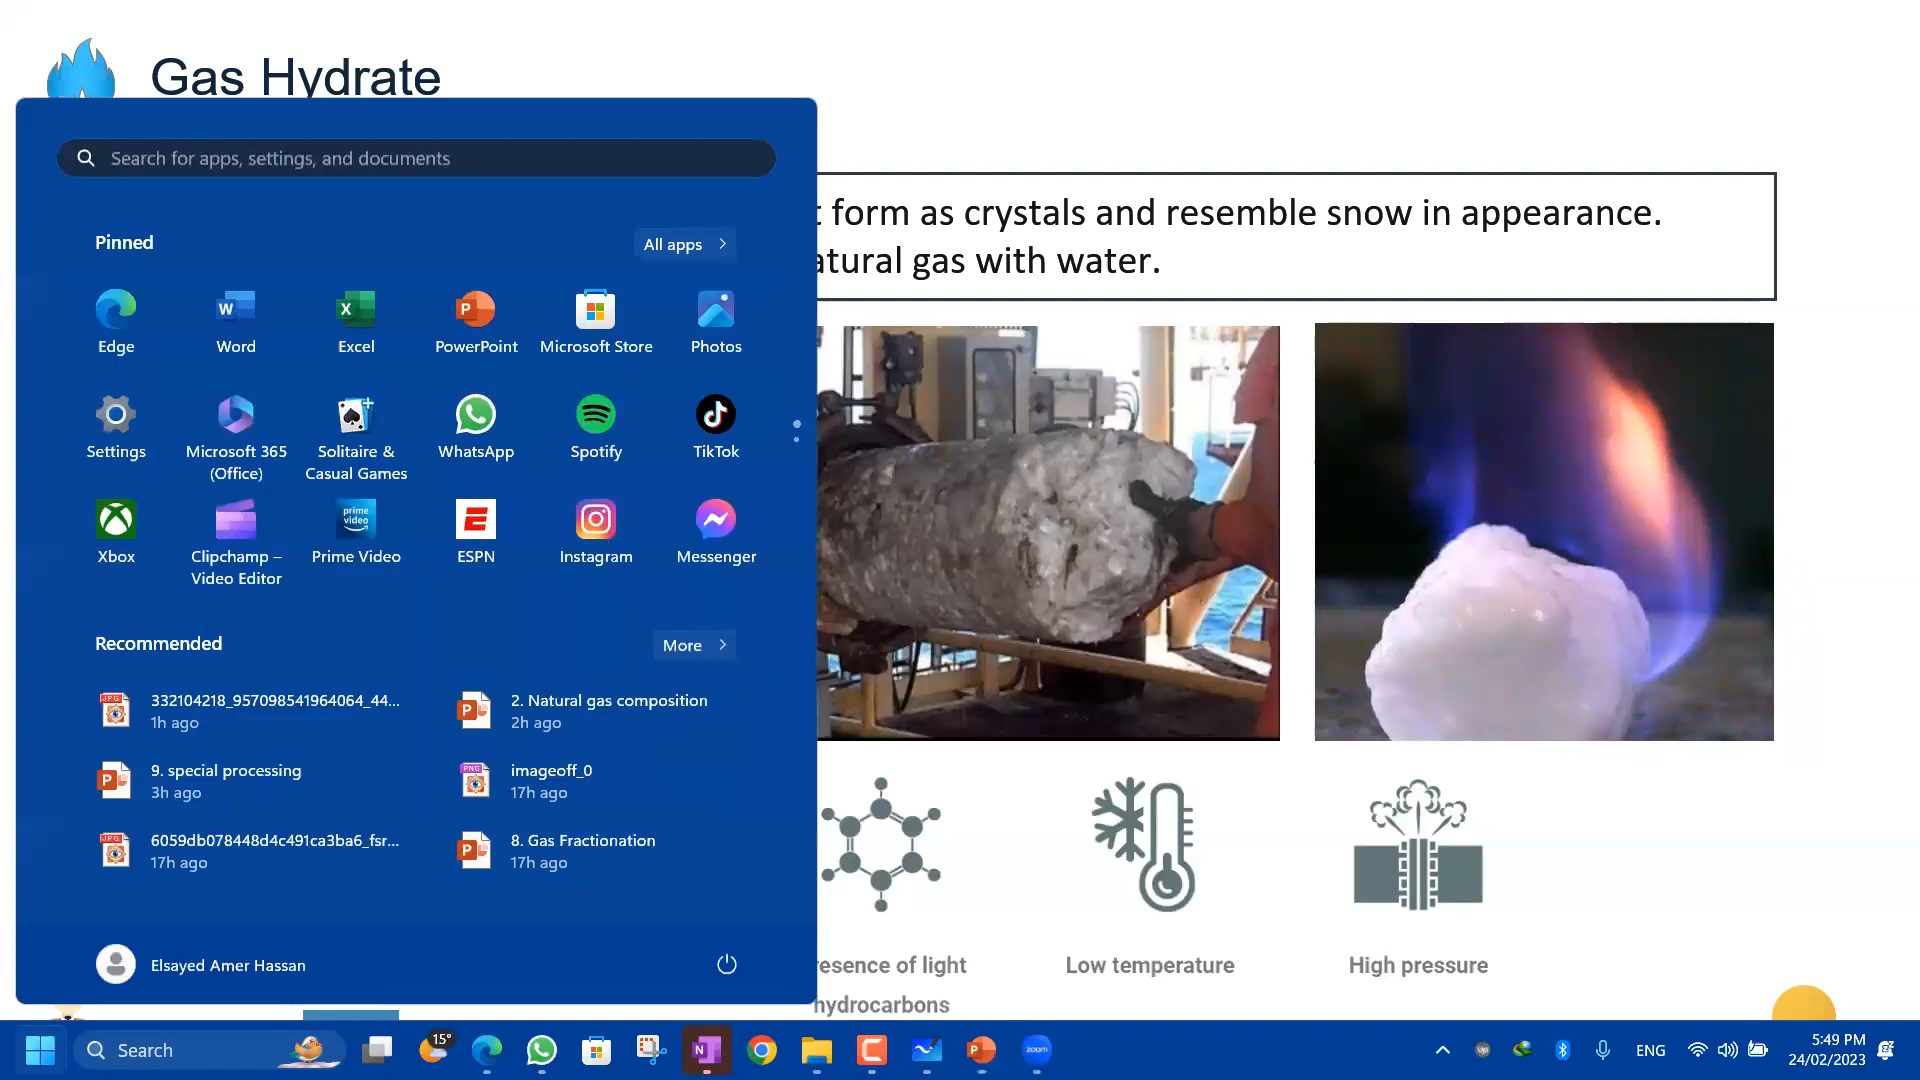 Gas Hydrate
Search for apps, settings, and documents
form as crystals and resemble snow in appearance.
gas with water.
Pinned
All apps
Edge
Word
Excel
PowerPoint
Microsoft Store
Photos
Settings
Microsoft 365
(Office)
Solitaire &
Casual Games
WhatsApp
Spotify
TikTok
Xbox
Clipchamp –
Video Editor
prime
video
Prime Video
ESPN
Instagram
Messenger
Recommended
More
332104218_957098541964064_44...
1h ago
2. Natural gas composition
2h ago
9. special processing
3h ago
imageoff_0
17h ago
6059db078448d4c491ca3ba6_fsr...
17h ago
8. Gas Fractionation
17h ago
Elsayed Amer Hassan
of light
hydrocarbons
Low temperature
High pressure
Search
15°
zoom
ENG
5:49 PM
24/02/2023